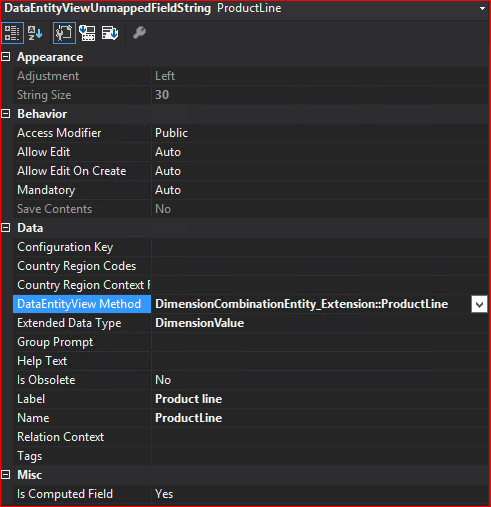 DataEntityViewUnmappedFieldString ProductLine
Appearance
Adjustment Left
String Size 30
Behavior
Access Modifier Public
Allow Edit Auto
Allow Edit On Create Auto
Mandatory Auto
Save Contents No
Data
Configuration Key
Country Region Codes
Country Region Context
DataEntityView Method DimensionCombinationEntity_Extension::ProductLine
Extended Data Type DimensionValue
Group Prompt
Help Text
Is Obsolete No
Label Product line
Name ProductLine
Relation Context
Tags
Misc
Is Computed Field Yes